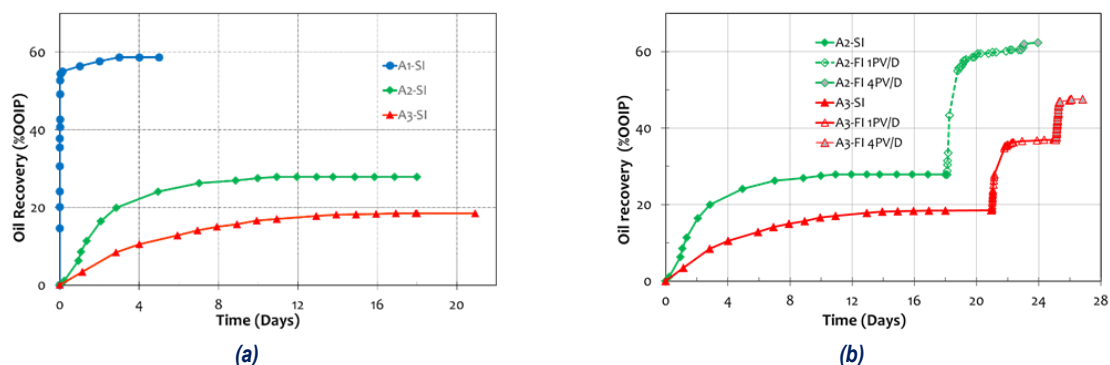 Oil Recovery (%OOIP)
60
40
20
0
0 4 8 12 16 20
Time (Days)
A1-SI
A2-SI
A3-SI
(a)
Oil recovery (%OOIP)
60
40
20
0
0 4 8 12 16 20 24 28
Time (Days)
A2-SI
A2-FI 1PV/D
A2-FI 4PV/D
A3-SI
A3-FI 1PV/D
A3-FI 4PV/D
(b)